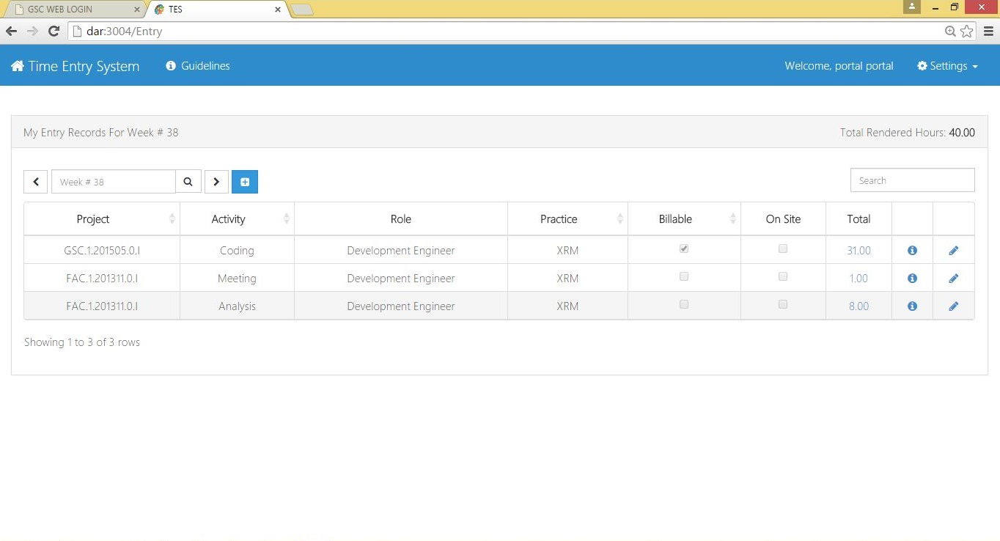 GSC WEB LOGIN TES
dar:3004/Entry
Time Entry System Guidelines Welcome, portal portal Settings
My Entry Records For Week # 38 Total Rendered Hours: 40.00
Week # 38 Search
Project Activity Role Practice Billable On Site Total
GSC.1.201505.0.I Coding Development Engineer XRM 31.00
FAC.1.201311.0.I Meeting Development Engineer XRM 1.00
FAC.1.201311.0.I Analysis Development Engineer XRM 8.00
Showing 1 to 3 of 3 rows